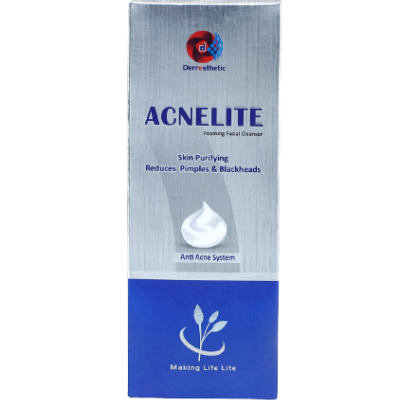 d
Dermesthetic
ACNELITE
Foaming Facial Cleanser
Skin Purifying
Reduces Pimples & Blackheads
Anti Acne System
Making Life Lite